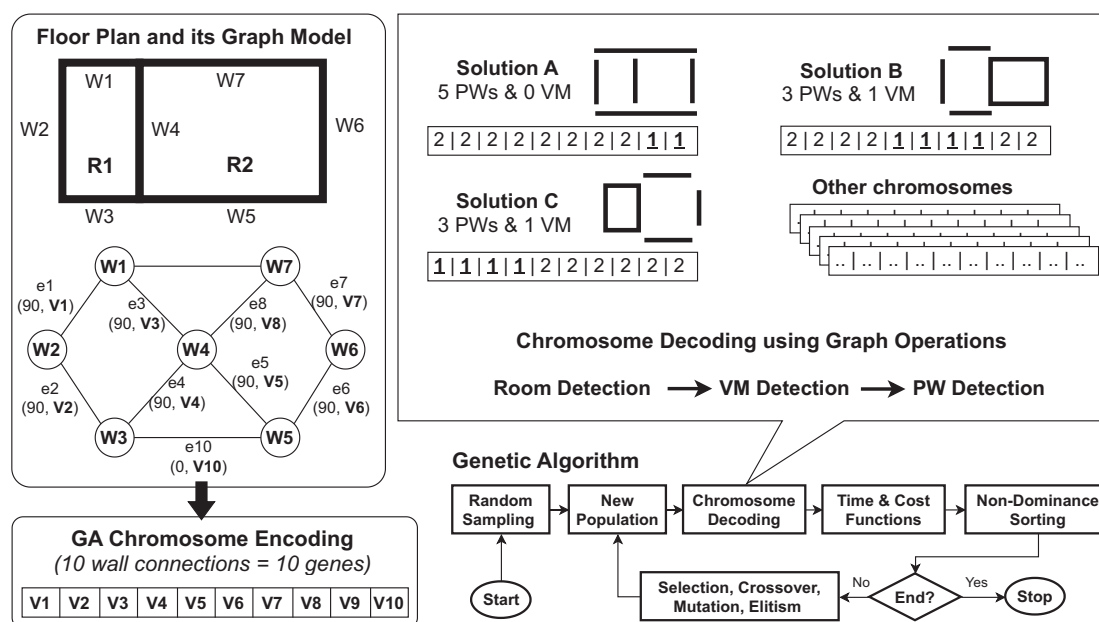 Floor Plan and its Graph Model
W1
W7
W2
W4
W6
R1
R2
W3
W5
W1
W7
e1
(90, V1)
e3
(90, V3)
e8
(90, V8)
e7
(90, V7)
W2
W4
W6
e2
(90, V2)
e4
(90, V4)
e5
(90, V5)
e6
(90, V6)
W3
W5
e10
(0, V10)
GA Chromosome Encoding
(10 wall connections = 10 genes)
V1 V2 V3 V4 V5 V6 V7 V8 V9 V10
Solution A
5 PWs & 0 VM
2 | 2 | 2 | 2 | 2 | 2 | 2 | 2 | 1 | 1
Solution B
3 PWs & 1 VM
2 | 2 | 2 | 2 | 1 | 1 | 1 | 1 | 2 | 2
Solution C
3 PWs & 1 VM
1 | 1 | 1 | 1 | 2 | 2 | 2 | 2 | 2 | 2
Other chromosomes
.. | .. | .. | .. | .. | .. | .. | .. | .. | ..
Chromosome Decoding using Graph Operations
Room Detection
VM Detection
PW Detection
Genetic Algorithm
Random
Sampling
New
Population
Chromosome
Decoding
Time & Cost
Functions
Non-Dominance
Sorting
Start
Selection, Crossover,
Mutation, Elitism
No
End?
Yes
Stop